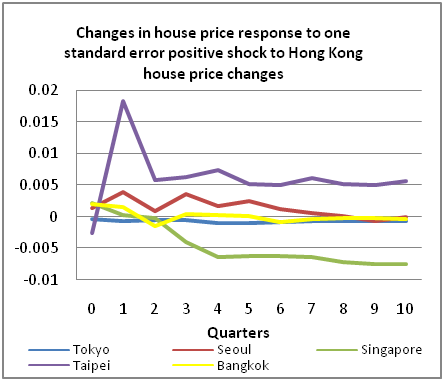 Changes in house price response to one
standard error positive shock to Hong Kong
house price changes
0.02
0.015
0.01
0.005
0
-0.005
-0.01
0 1 2 3 4 5 6 7 8 9 10
Quarters
Tokyo Seoul Singapore
Taipei Bangkok